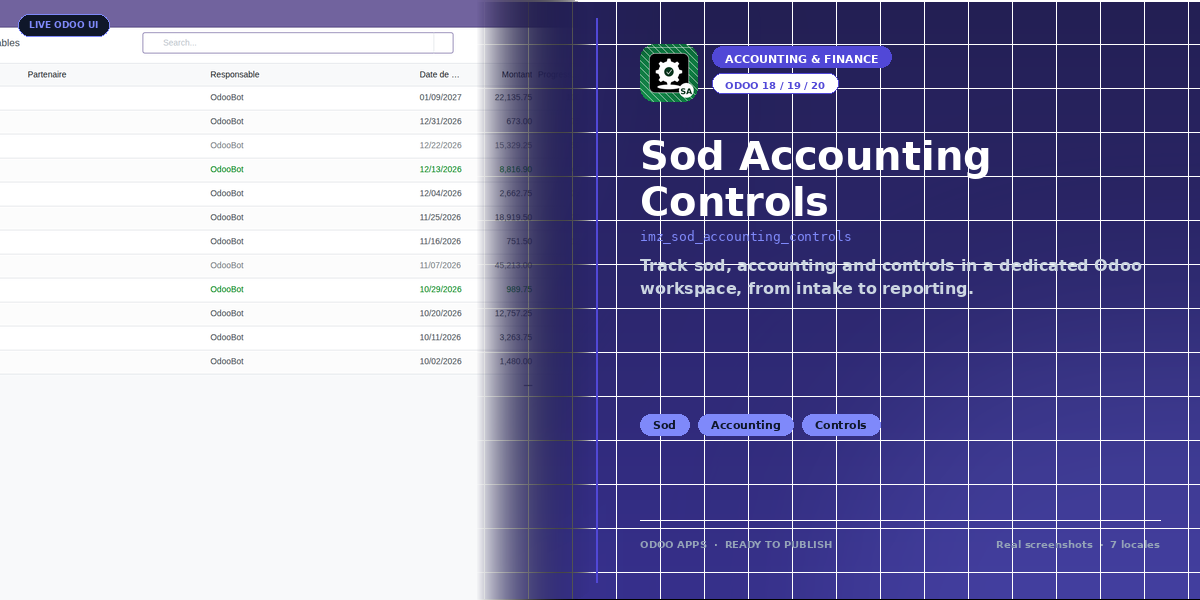 LIVE ODOO UI
ables
Search...
Partenaire Responsable Date de ... Montant
OdooBot 01/09/2027 22,135.75
OdooBot 12/31/2026 673.00
OdooBot 12/22/2026 15,329.25
OdooBot 12/13/2026 8,816.50
OdooBot 12/04/2026 2,662.75
OdooBot 11/25/2026 18,919.50
OdooBot 11/16/2026 751.50
OdooBot 11/07/2026 45,213.00
OdooBot 10/29/2026 989.75
OdooBot 10/20/2026 12,757.25
OdooBot 10/11/2026 3,263.75
OdooBot 10/02/2026 1,480.00
SA
ACCOUNTING & FINANCE
ODOO 18 / 19 / 20
Sod Accounting
Controls
imz_sod_accounting_controls
Track sod, accounting and controls in a dedicated Odoo
workspace, from intake to reporting.
Sod Accounting Controls
ODOO APPS · READY TO PUBLISH
Real screenshots · 7 locales